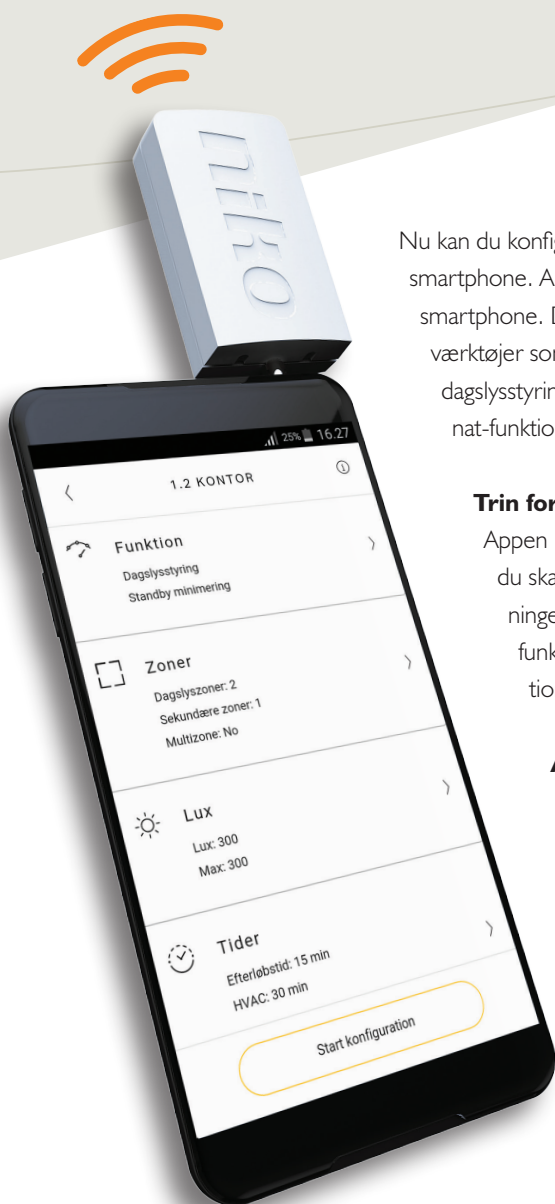 niko
Nu kan du konfig
smartphone. A
smartphone. D
værktøjer som
dagslysstyrin
nat-funktio
Trin for
Appen
du ska
ninge
funk
tio
25% 16.27
1.2 KONTOR
Funktion
Dagslysstyring
Standby minimering
Zoner
Dagslyszoner: 2
Sekundære zoner: 1
Multizone: No
Lux
Lux: 300
Max: 300
Tider
Efterløbstid: 15 min
HVAC: 30 min
Start konfiguration